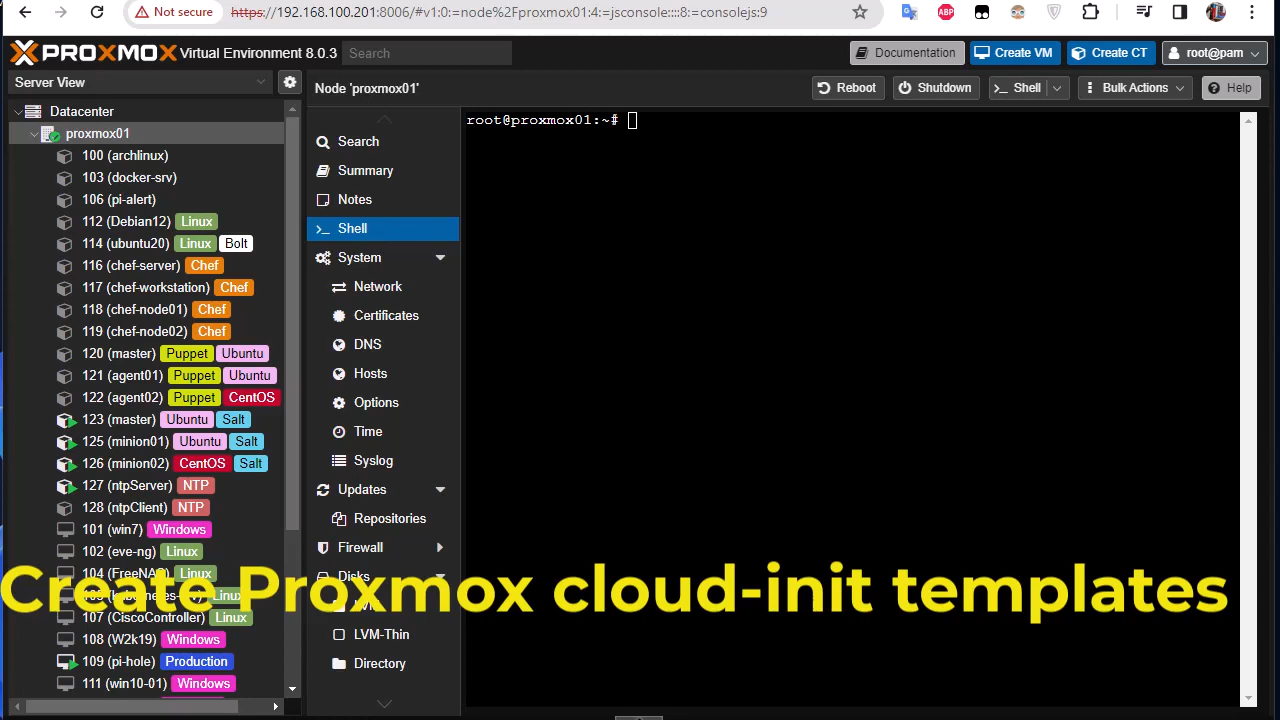 Not secure https://192.168.100.201:8006/#v1:0:=node%2Fproxmox01:4:=jsconsole::::8:=consolejs:9
PROXMOX Virtual Environment 8.0.3 Search Documentation Create VM Create CT root@pam
Server View
Node 'proxmox01' Reboot Shutdown Shell Bulk Actions Help
Datacenter
proxmox01
100 (archlinux)
103 (docker-srv)
106 (pi-alert)
112 (Debian12) Linux
114 (ubuntu20) Linux Bolt
116 (chef-server) Chef
117 (chef-workstation) Chef
118 (chef-node01) Chef
119 (chef-node02) Chef
120 (master) Puppet Ubuntu
121 (agent01) Puppet Ubuntu
122 (agent02) Puppet CentOS
123 (master) Ubuntu Salt
125 (minion01) Ubuntu Salt
126 (minion02) CentOS Salt
127 (ntpServer) NTP
128 (ntpClient) NTP
101 (win7) Windows
102 (eve-ng) Linux
104 (FreeNAS) Linux
Linux
107 (CiscoController) Linux
108 (W2k19) Windows
109 (pi-hole) Production
111 (win10-01) Windows
Search
Summary
Notes
Shell
System
Network
Certificates
DNS
Hosts
Options
Time
Syslog
Updates
Repositories
Firewall
Disks
LVM
LVM-Thin
Directory
root@proxmox01:~#
Create Proxmox cloud-init templates
ABP